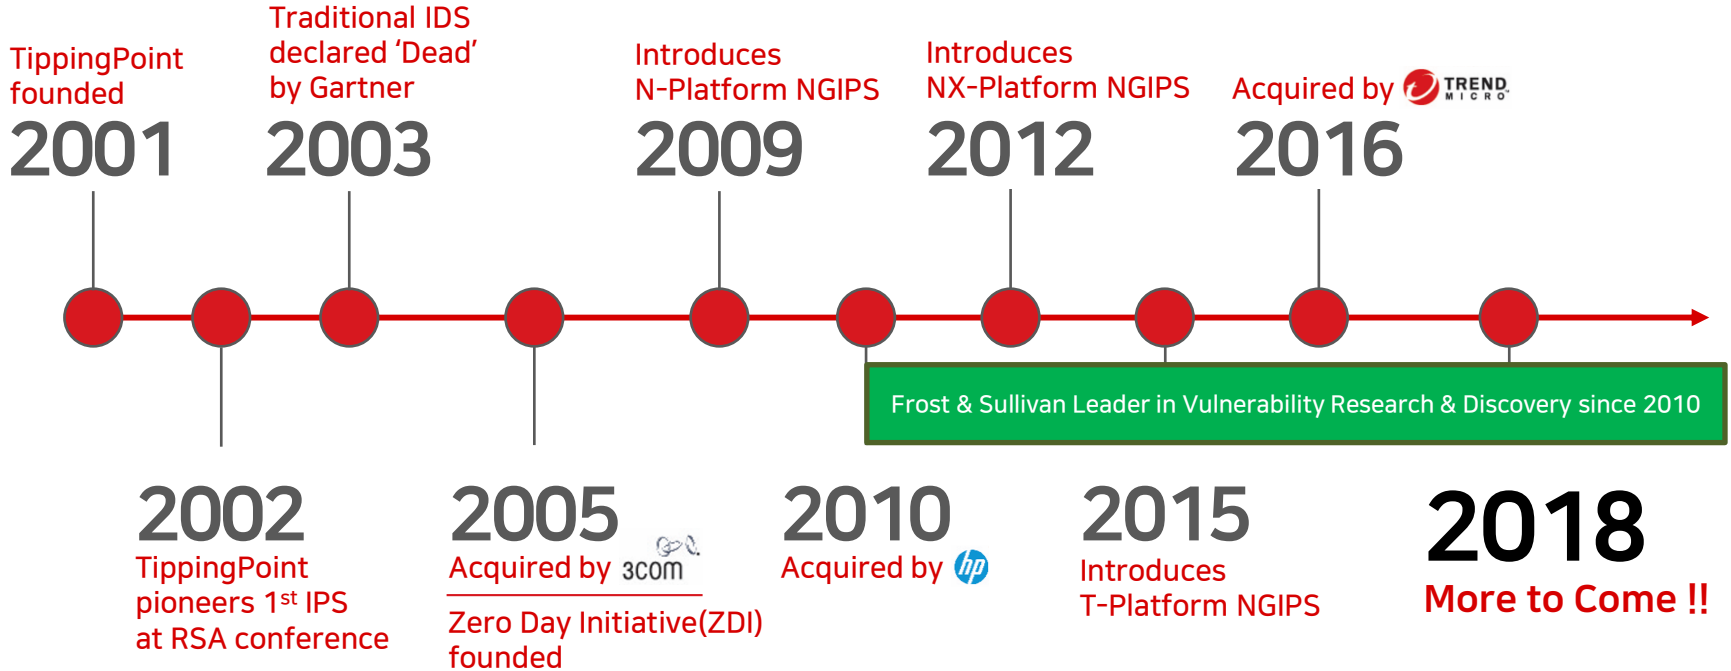 TippingPoint
founded
2001
Traditional IDS
declared ‘Dead’
by Gartner
2003
Introduces
N-Platform NGIPS
2009
Introduces
NX-Platform NGIPS
2012
Acquired by TREND MICRO
2016
Frost & Sullivan Leader in Vulnerability Research & Discovery since 2010
2002
TippingPoint
pioneers 1st IPS
at RSA conference
2005
Acquired by 3com
Zero Day Initiative(ZDI)
founded
2010
Acquired by hp
2015
Introduces
T-Platform NGIPS
2018
More to Come !!